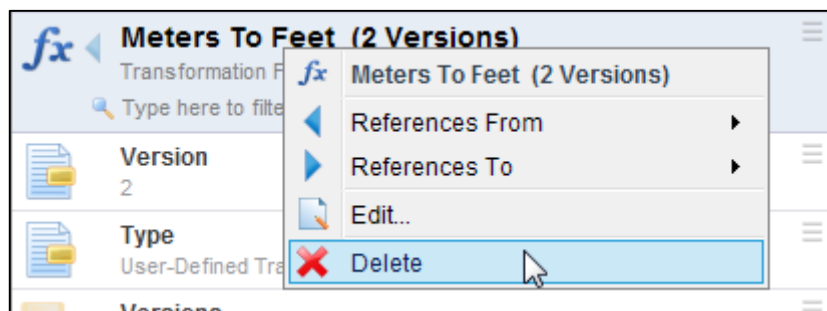 fx Meters To Feet (2 Versions)
Transformation F
Type here to filte
fx Meters To Feet (2 Versions)
References From
References To
Edit...
Delete
Version
2
Type
User-Defined Tra
Versions